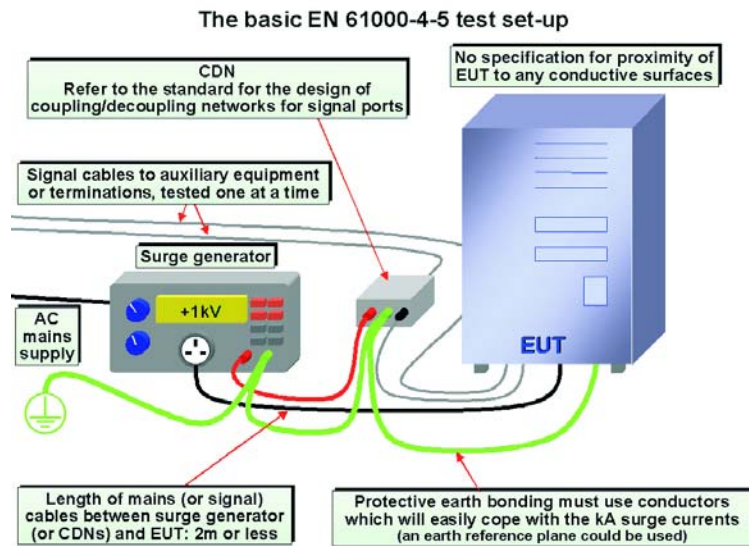 The basic EN 61000-4-5 test set-up
CDN
Refer to the standard for the design of
coupling/decoupling networks for signal ports
No specification for proximity of
EUT to any conductive surfaces
Signal cables to auxiliary equipment
or terminations, tested one at a time
Surge generator
+1kV
AC
mains
supply
EUT
Length of mains (or signal)
cables between surge generator
(or CDNs) and EUT: 2m or less
Protective earth bonding must use conductors
which will easily cope with the kA surge currents
(an earth reference plane could be used)